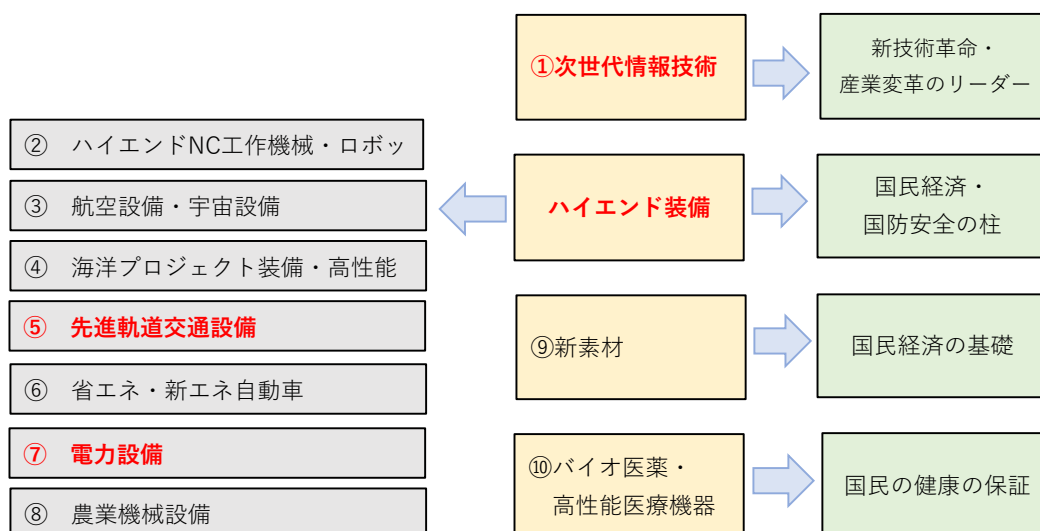 ①次世代情報技術
新技術革命・
産業変革のリーダー
② ハイエンドNC工作機械・ロボッ
③ 航空設備・宇宙設備
④ 海洋プロジェクト装備・高性能
⑤ 先進軌道交通設備
⑥ 省エネ・新エネ自動車
⑦ 電力設備
⑧ 農業機械設備
ハイエンド装備
国民経済・
国防安全の柱
⑨新素材
国民経済の基礎
⑩バイオ医薬・
高性能医療機器
国民の健康の保証